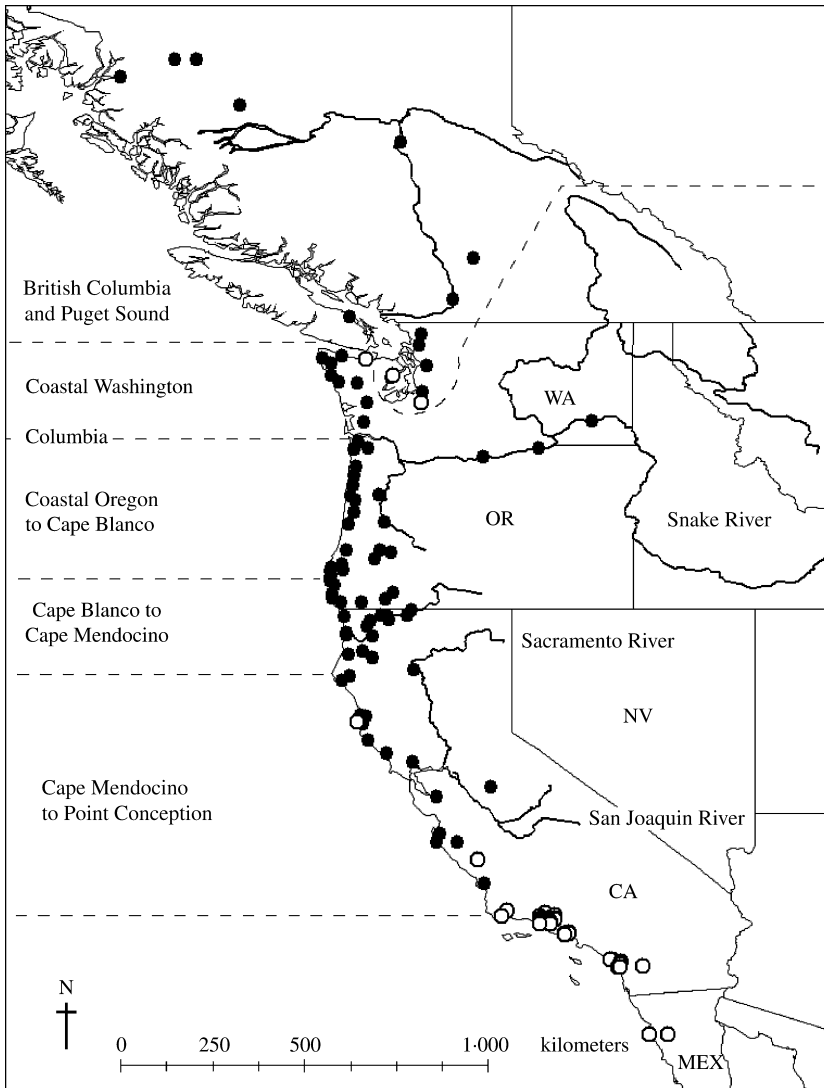 British Columbia
and Puget Sound
Coastal Washington
WA
Columbia
Coastal Oregon
to Cape Blanco
OR
Snake River
Cape Blanco to
Cape Mendocino
Sacramento River
NV
Cape Mendocino
to Point Conception
San Joaquin River
CA
N
0 250 500 1·000 kilometers
MEX